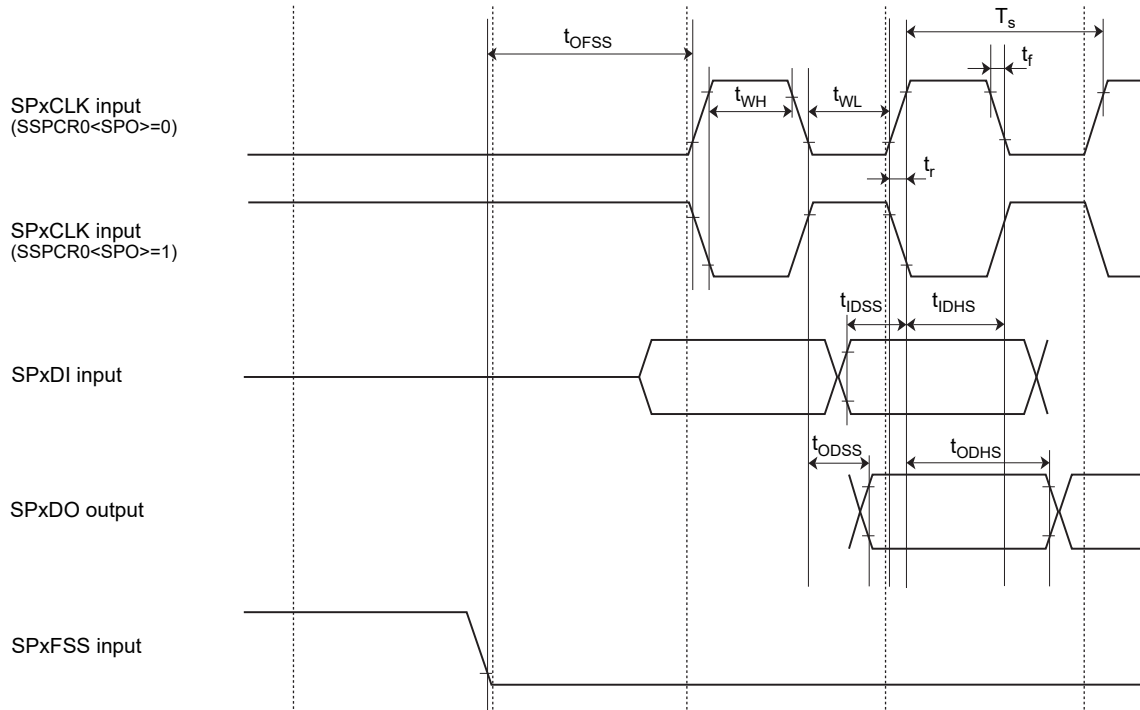 T_s
t_OFSS
t_f
SPxCLK input
(SSPCR0<SPO>=0)
t_WH
t_WL
t_r
SPxCLK input
(SSPCR0<SPO>=1)
t_IDSS
t_IDHS
SPxDI input
t_ODSS
t_ODHS
SPxDO output
SPxFSS input